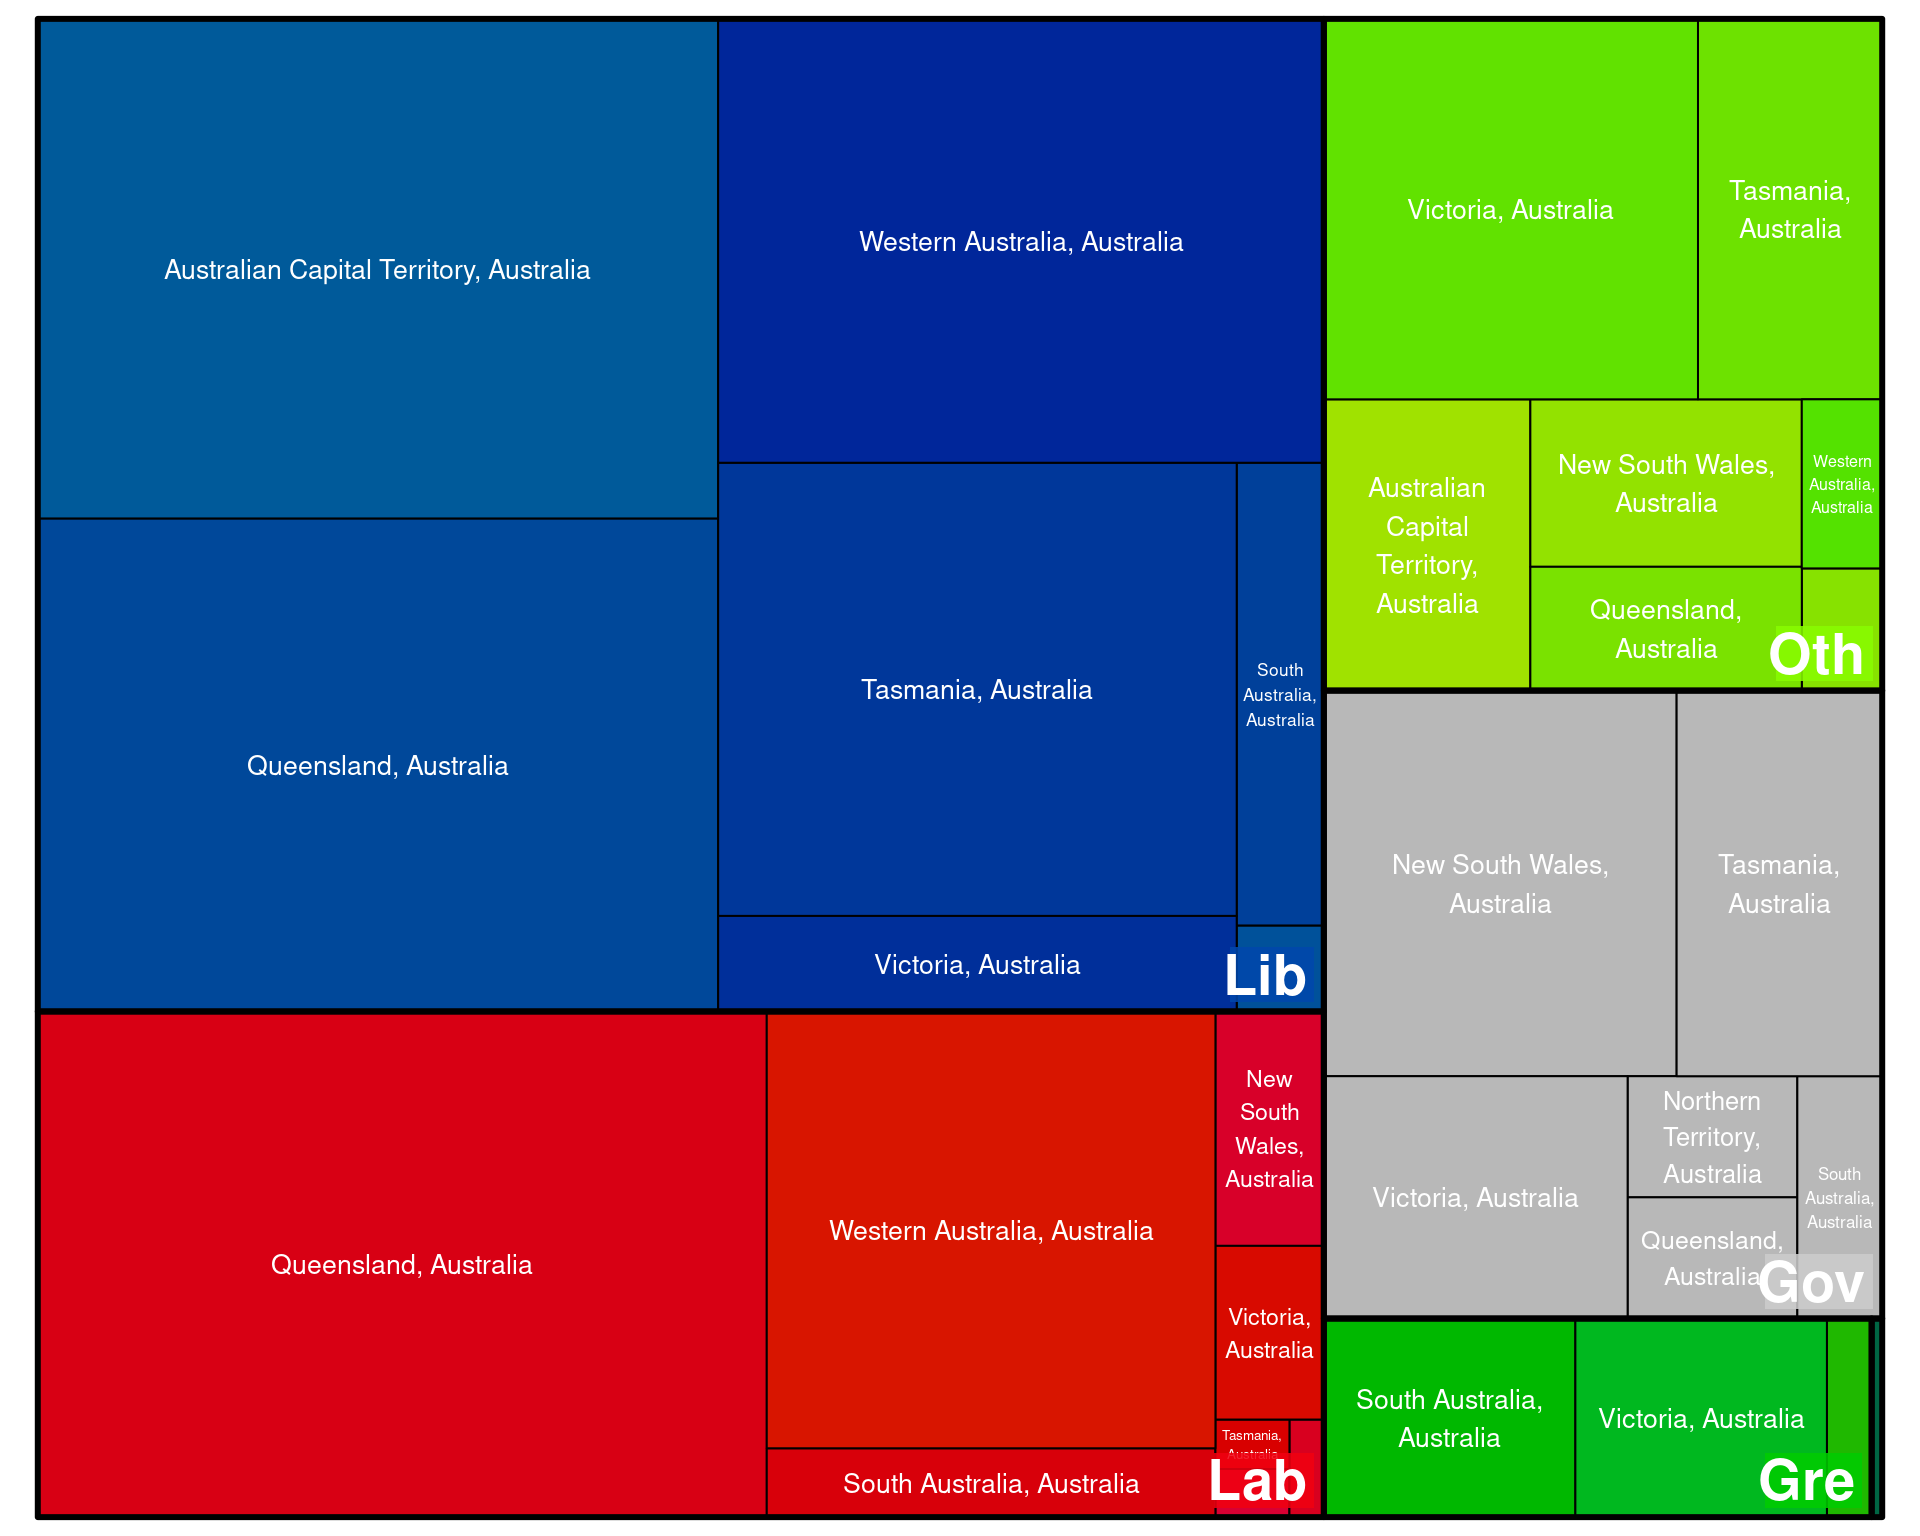 Australian Capital Territory, Australia
Queensland, Australia
Western Australia, Australia
Tasmania, Australia
South
Australia,
Australia
Victoria, Australia
Lib
Queensland, Australia
Western Australia, Australia
South Australia, Australia
New
South
Wales,
Australia
Victoria,
Australia
Tasmania,
Australia
Lab
Victoria, Australia
Tasmania,
Australia
Australian
Capital
Territory,
Australia
New South Wales,
Australia
Queensland,
Australia
Western
Australia,
Australia
Oth
New South Wales,
Australia
Tasmania,
Australia
Victoria, Australia
Northern
Territory,
Australia
Queensland,
Australia
South
Australia,
Australia
Gov
South Australia,
Australia
Victoria, Australia
Gre